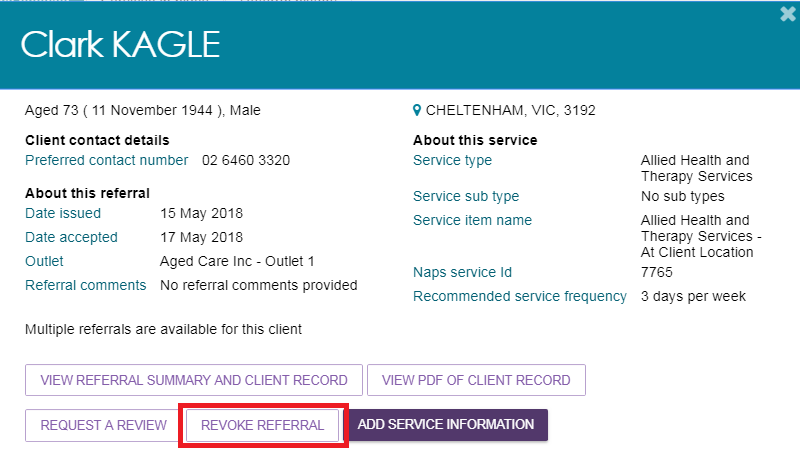 Clark KAGLE
Aged 73 ( 11 November 1944 ), Male
CHELTENHAM, VIC, 3192
Client contact details
Preferred contact number 02 6460 3320
About this referral
Date issued 15 May 2018
Date accepted 17 May 2018
Outlet Aged Care Inc - Outlet 1
Referral comments No referral comments provided
About this service
Service type Allied Health and
Therapy Services
Service sub type No sub types
Service item name Allied Health and
Therapy Services -
At Client Location
Naps service Id 7765
Recommended service frequency 3 days per week
Multiple referrals are available for this client
VIEW REFERRAL SUMMARY AND CLIENT RECORD VIEW PDF OF CLIENT RECORD
REQUEST A REVIEW REVOKE REFERRAL ADD SERVICE INFORMATION